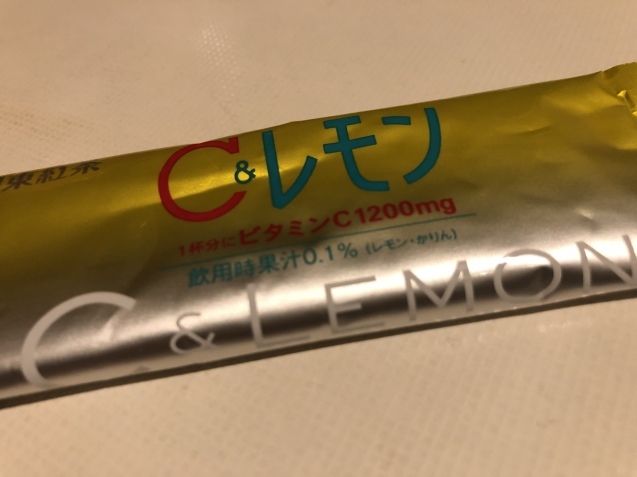 東紅茶
C&レモン
1杯分にビタミンC1200mg
飲用時果汁0.1% (レモン・かりん)
C & LEMON